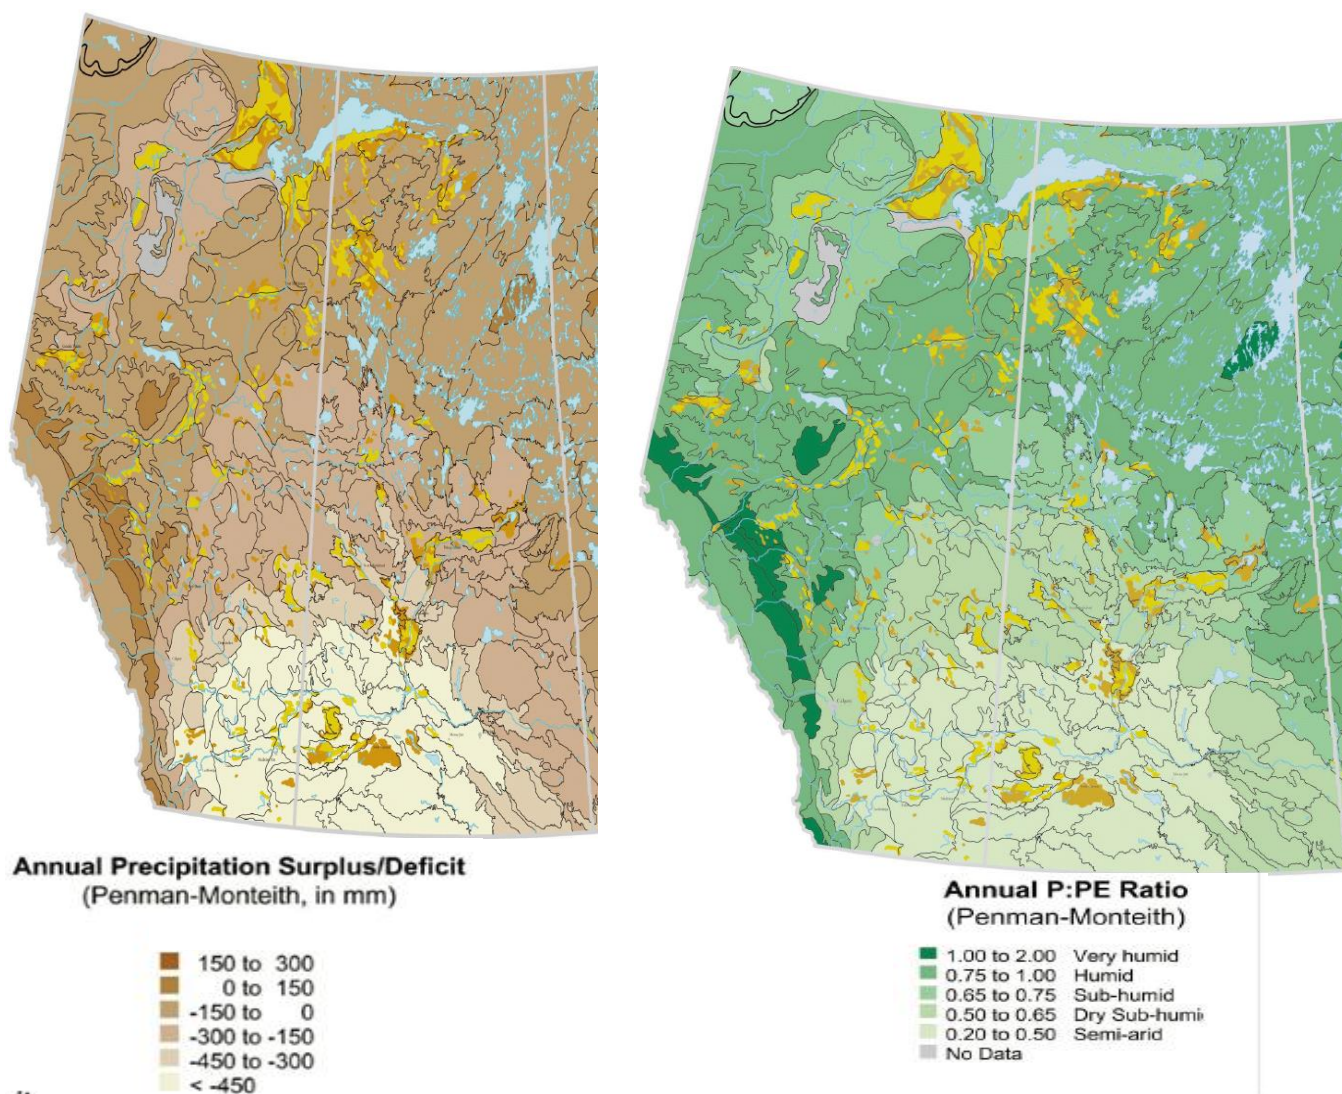 Annual Precipitation Surplus/Deficit
(Penman-Monteith, in mm)
150 to 300
0 to 150
-150 to 0
-300 to -150
-450 to -300
< -450
Annual P:PE Ratio
(Penman-Monteith)
1.00 to 2.00 Very humid
0.75 to 1.00 Humid
0.65 to 0.75 Sub-humid
0.50 to 0.65 Dry Sub-humi
0.20 to 0.50 Semi-arid
No Data